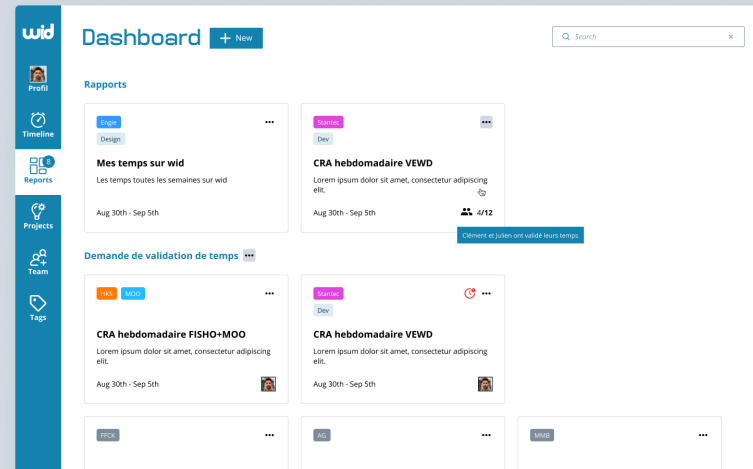 wid
Dashboard
+ New
Search
Profil
Timeline
8
Reports
Projects
Team
Tags
Rapports
Engie
Design
Mes temps sur wid
Les temps toutes les semaines sur wid
Aug 30th - Sep 5th
Stantec
Dev
CRA hebdomadaire VEWD
Lorem ipsum dolor sit amet, consectetur adipiscing
elit.
Aug 30th - Sep 5th
4/12
Clément et Julien ont validé leurs temps
Demande de validation de temps
HKS MOO
CRA hebdomadaire FISHO+MOO
Lorem ipsum dolor sit amet, consectetur adipiscing
elit.
Aug 30th - Sep 5th
Stantec
Dev
CRA hebdomadaire VEWD
Lorem ipsum dolor sit amet, consectetur adipiscing
elit.
Aug 30th - Sep 5th
FFCK
AG
MMB